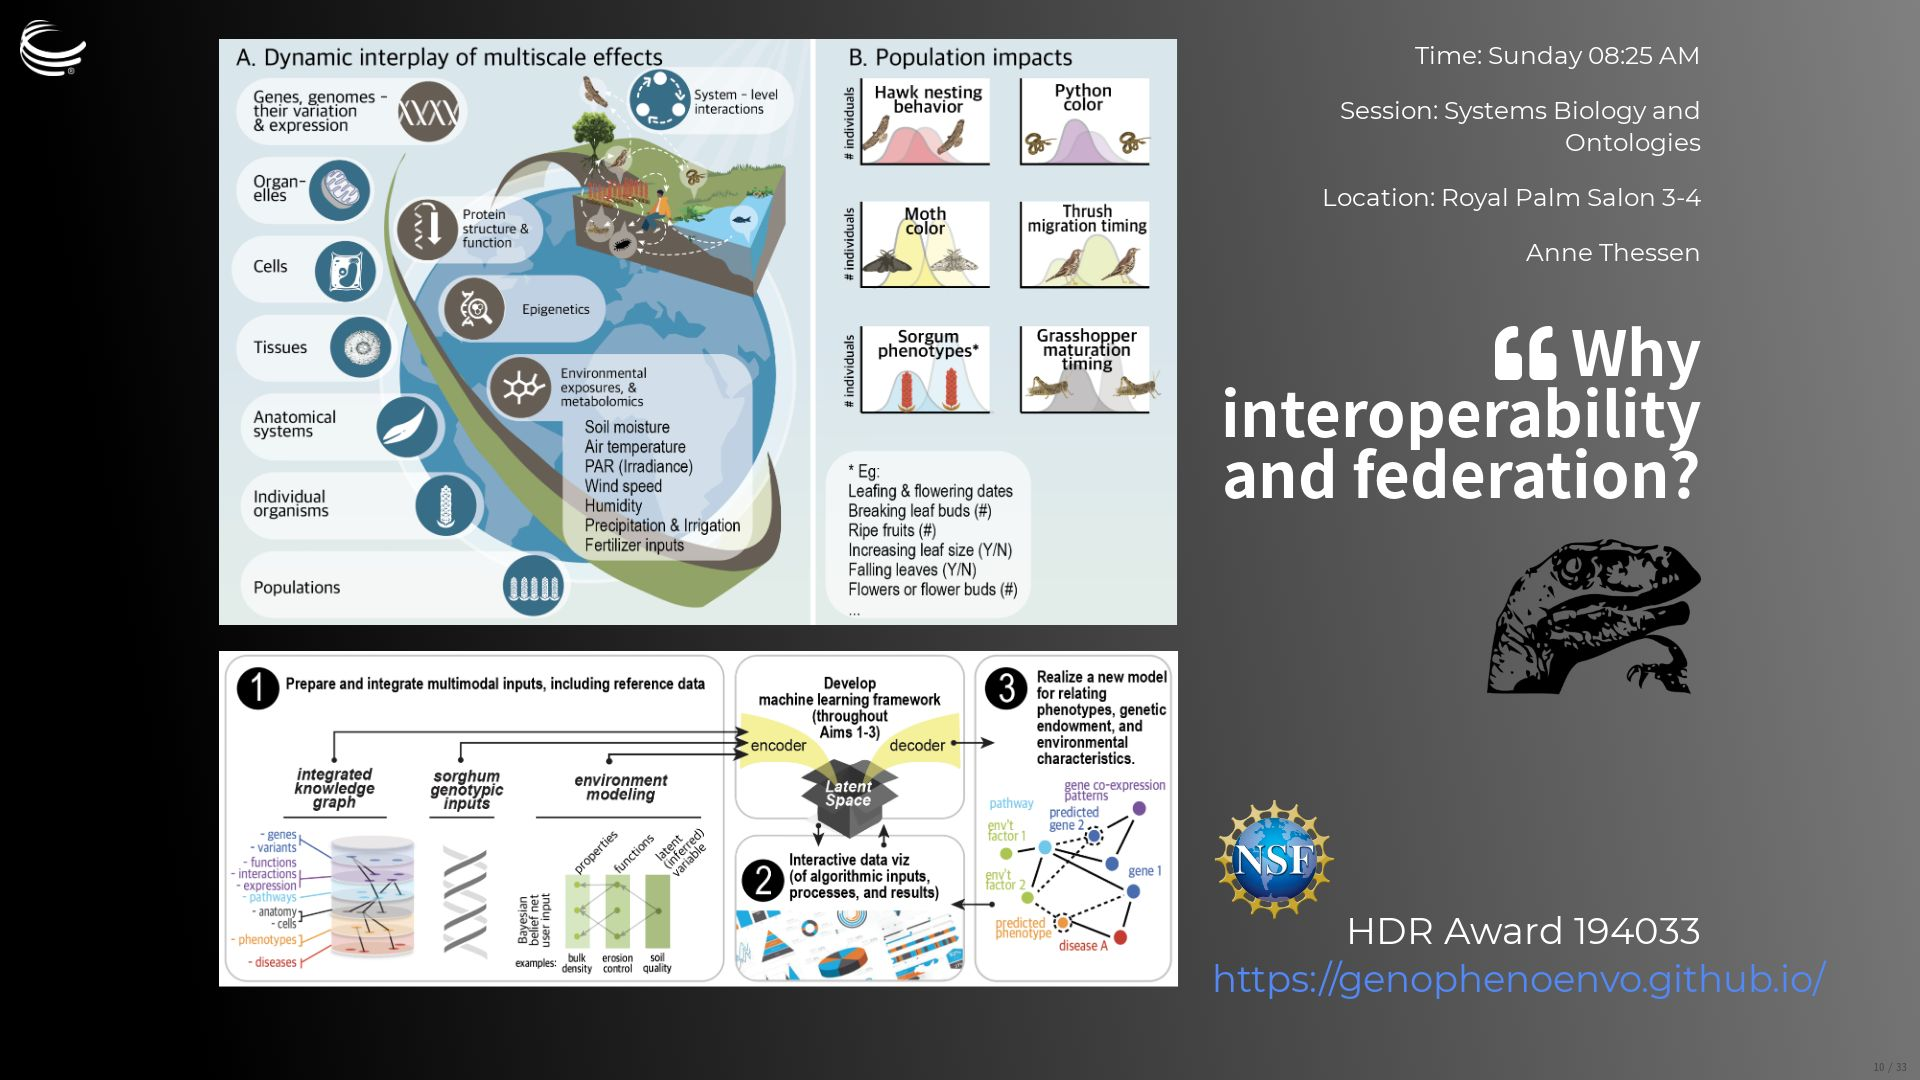 A. Dynamic interplay of multiscale effects
Genes, genomes -
their variation
& expression
System - level
interactions
Organ-
elles
Protein
structure &
function
Cells
Epigenetics
Tissues
Environmental
exposures, &
metabolomics
Soil moisture
Air temperature
PAR (Irradiance)
Wind speed
Humidity
Precipitation & Irrigation
Fertilizer inputs
Anatomical
systems
Individual
organisms
Populations
B. Population impacts
# individuals
Hawk nesting
behavior
Python
color
# individuals
Moth
color
Thrush
migration timing
# individuals
Sorgum
phenotypes*
Grasshopper
maturation
timing
* Eg:
Leafing & flowering dates
Breaking leaf buds (#)
Ripe fruits (#)
Increasing leaf size (Y/N)
Falling leaves (Y/N)
Flowers or flower buds (#)
...
1 Prepare and integrate multimodal inputs, including reference data
integrated
knowledge
graph
- genes
- variants
- functions
- interactions
- expression
- pathways
- anatomy
- cells
- phenotypes
- diseases
sorghum
genotypic
inputs
environment
modeling
properties
functions
latent
(inferred)
variable
Bayesian
belief net
user input
examples:
bulk
density
erosion
control
soil
quality
Develop
machine learning framework
(throughout
Aims 1-3)
encoder
decoder
Latent
Space
2
Interactive data viz
(of algorithmic inputs,
processes, and results)
3
Realize a new model
for relating
phenotypes, genetic
endowment, and
environmental
characteristics.
gene co-expression
patterns
pathway
predicted
gene 2
env't
factor 1
gene 1
env't
factor 2
predicted
phenotype
disease A
Time: Sunday 08:25 AM
Session: Systems Biology and
Ontologies
Location: Royal Palm Salon 3-4
Anne Thessen
“ Why
interoperability
and federation?
NSF
HDR Award 194033
https://genophenoenvo.github.io/
10 / 33